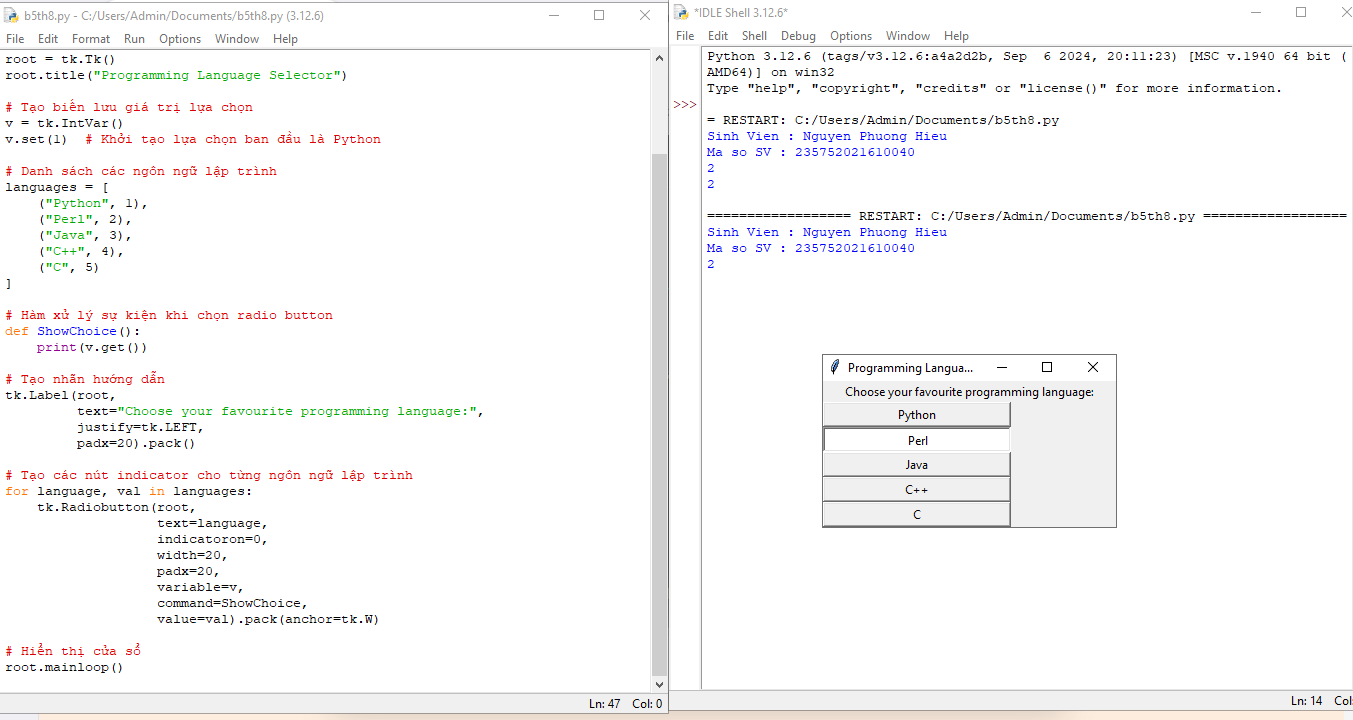 b5th8.py - C:/Users/Admin/Documents/b5th8.py (3.12.6)
File Edit Format Run Options Window Help
root = tk.Tk()
root.title("Programming Language Selector")

# Tạo biến lưu giá trị lựa chọn
v = tk.IntVar()
v.set(1)  # Khởi tạo lựa chọn ban đầu là Python

# Danh sách các ngôn ngữ lập trình
languages = [
    ("Python", 1),
    ("Perl", 2),
    ("Java", 3),
    ("C++", 4),
    ("C", 5)
]

# Hàm xử lý sự kiện khi chọn radio button
def ShowChoice():
    print(v.get())

# Tạo nhãn hướng dẫn
tk.Label(root,
         text="Choose your favourite programming language:",
         justify=tk.LEFT,
         padx=20).pack()

# Tạo các nút indicator cho từng ngôn ngữ lập trình
for language, val in languages:
    tk.Radiobutton(root,
                   text=language,
                   indicatoron=0,
                   width=20,
                   padx=20,
                   variable=v,
                   command=ShowChoice,
                   value=val).pack(anchor=tk.W)

# Hiển thị cửa sổ
root.mainloop()
Ln: 47 Col: 0
*IDLE Shell 3.12.6*
File Edit Shell Debug Options Window Help
Python 3.12.6 (tags/v3.12.6:a4a2d2b, Sep  6 2024, 20:11:23) [MSC v.1940 64 bit (
AMD64)] on win32
Type "help", "copyright", "credits" or "license()" for more information.
>>>
= RESTART: C:/Users/Admin/Documents/b5th8.py
Sinh Vien : Nguyen Phuong Hieu
Ma so SV : 235752021610040
2
2

================== RESTART: C:/Users/Admin/Documents/b5th8.py ==================
Sinh Vien : Nguyen Phuong Hieu
Ma so SV : 235752021610040
2
Programming Langua...
Choose your favourite programming language:
Python
Perl
Java
C++
C
Ln: 14 Col